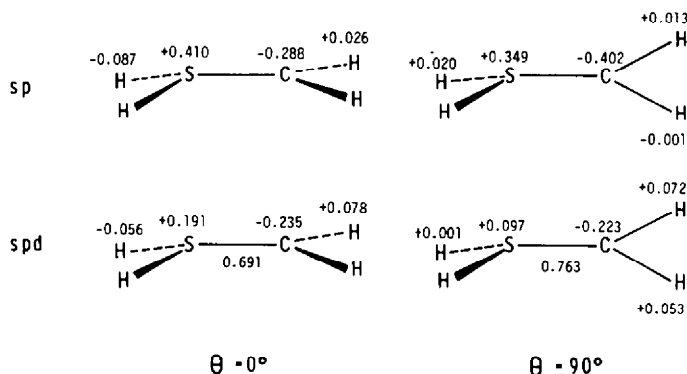 +0.013
-0.087 +0.410 -0.288 +0.026 +0.020 +0.349 -0.402 H
sp H S C H H S C
H H H H
-0.001
+0.072
-0.056 +0.191 -0.235 +0.078 +0.001 +0.097 -0.223 H
spd H S C H H S C
H 0.691 H H 0.763 H
+0.053
θ = 0° θ = 90°